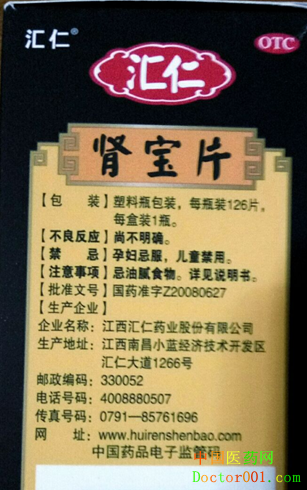 汇仁®
汇仁
OTC
肾宝片
【包 装】塑料瓶包装，每瓶装126片，
每盒装1瓶。
【不良反应】尚不明确。
【禁 忌】孕妇忌服，儿童禁用。
【注意事项】忌油腻食物。详见说明书。
【批准文号】国药准字Z20080627
【生产企业】
企业名称：江西汇仁药业股份有限公司
生产地址：江西南昌小蓝经济技术开发区
汇仁大道1266号
邮政编码：330052
电话号码：4008880507
传真号码：0791—85761696
网 址：www.huirenshenbao.com
中国药品电子监管码
Doctor001.com